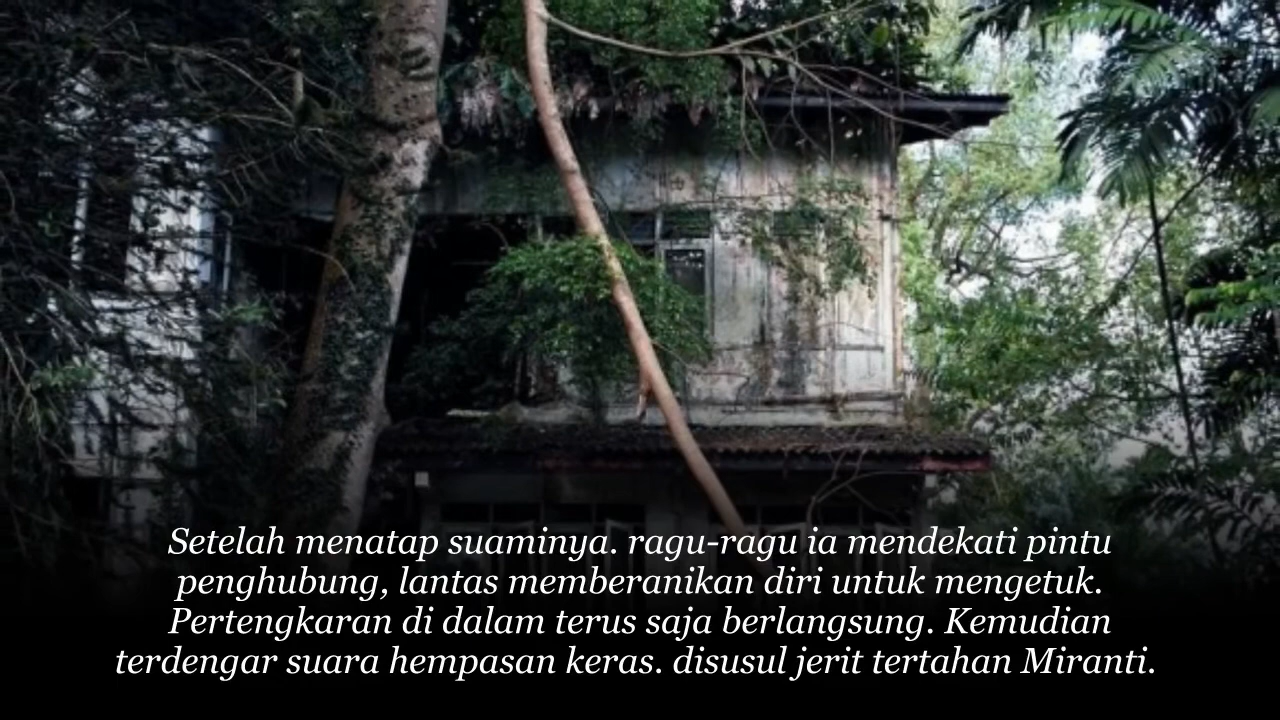 Setelah menatap suaminya. ragu-ragu ia mendekati pintu
penghubung, lantas memberanikan diri untuk mengetuk.
Pertengkaran di dalam terus saja berlangsung. Kemudian
terdengar suara hempasan keras. disusul jerit tertahan Miranti.